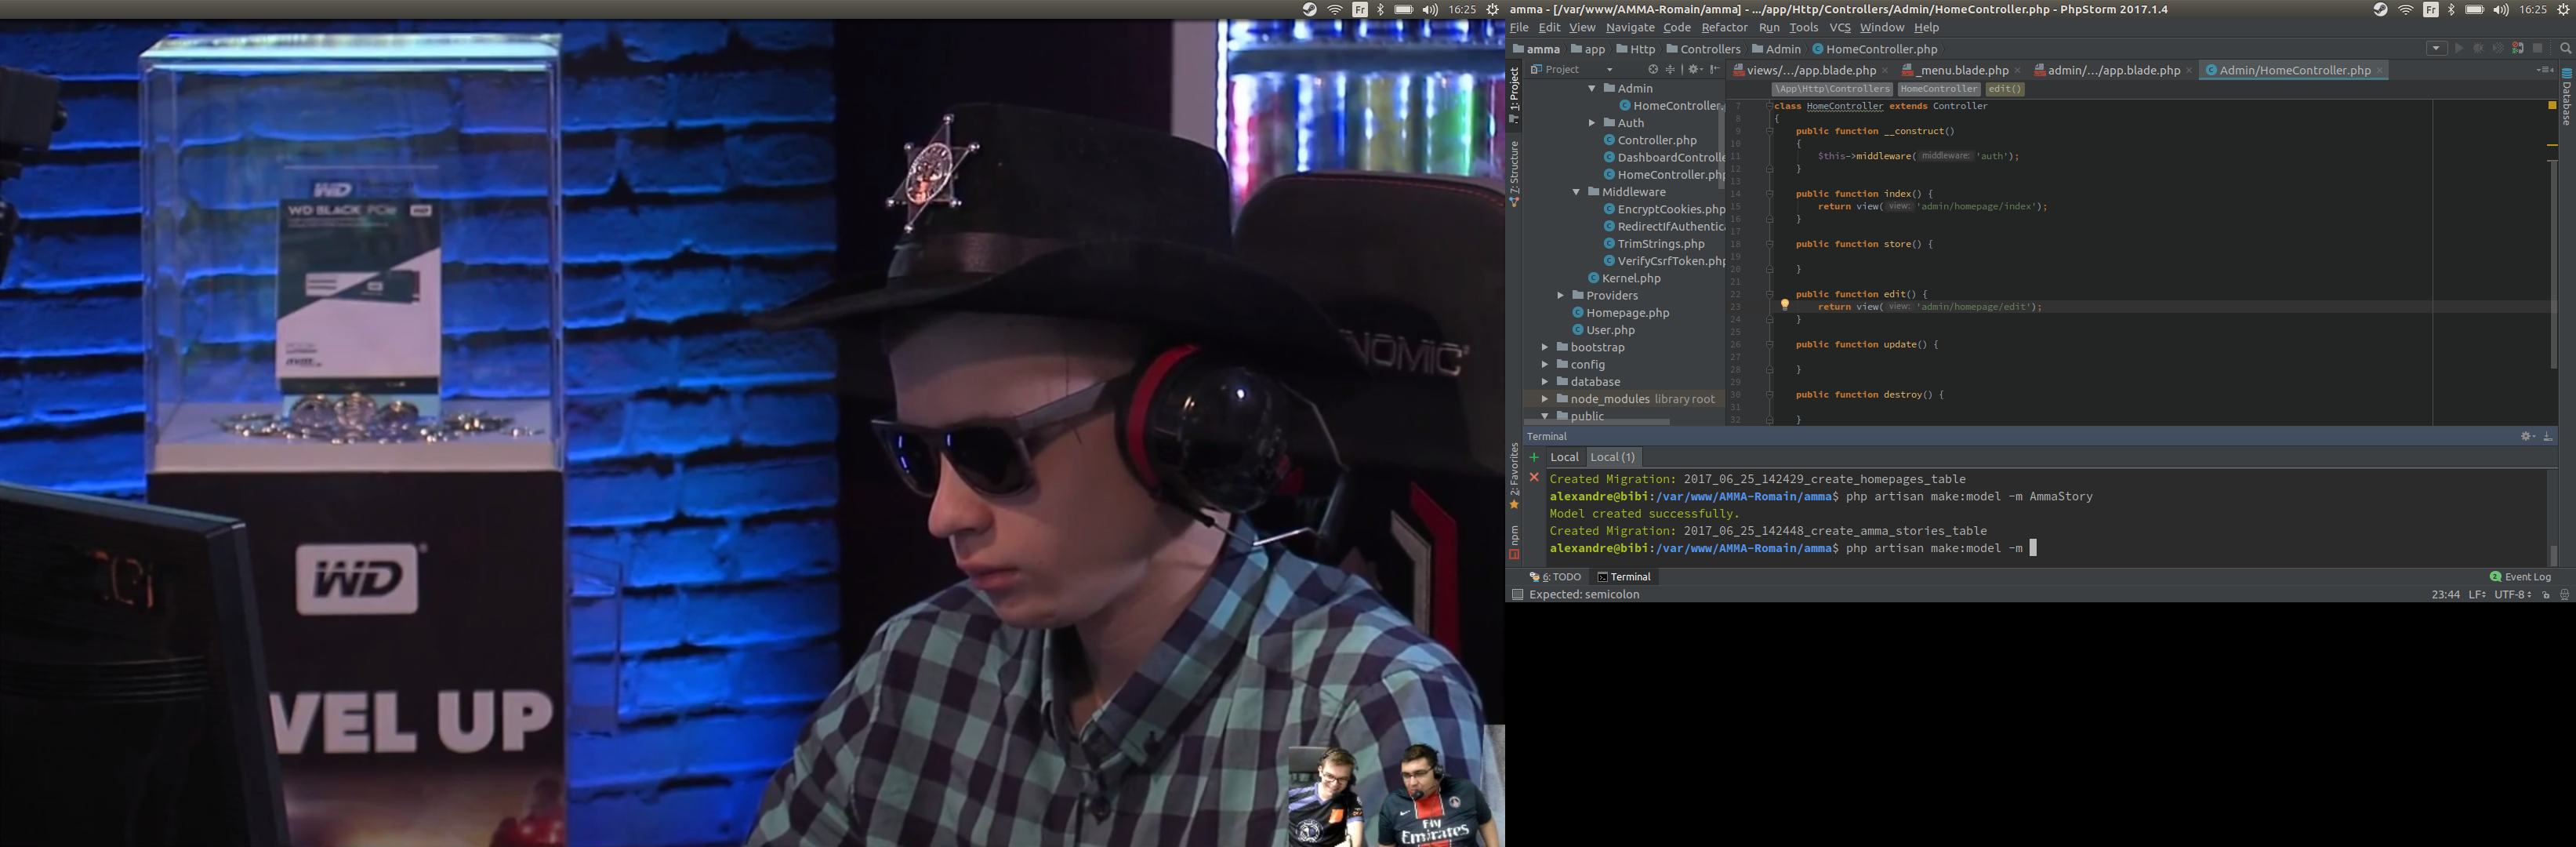 Fr 16:25
WD
WD BLACK PCIe
WD
WD
VEL UP
NOMIC
Fly
Emirates
amma - [/var/www/AMMA-Romain/amma] - .../app/Http/Controllers/Admin/HomeController.php - PhpStorm 2017.1.4
Fr 16:25
File Edit View Navigate Code Refactor Run Tools VCS Window Help
amma app Http Controllers Admin HomeController.php
Project
views/.../app.blade.php _menu.blade.php admin/.../app.blade.php Admin/HomeController.php
1: Project
7: Structure
2: Favorites
npm
Database
Admin
HomeController.
Auth
Controller.php
DashboardControlle
HomeController.php
Middleware
EncryptCookies.php
RedirectIfAuthentic
TrimStrings.php
VerifyCsrfToken.php
Kernel.php
Providers
Homepage.php
User.php
bootstrap
config
database
node_modules library root
public
\App\Http\Controllers HomeController edit()
7 class HomeController extends Controller
8 {
9 public function __construct()
10 {
11 $this->middleware( middleware: 'auth');
12 }
13
14 public function index() {
15 return view( view: 'admin/homepage/index');
16 }
17
18 public function store() {
19
20 }
21
22 public function edit() {
23 return view( view: 'admin/homepage/edit');
24 }
25
26 public function update() {
27
28 }
29
30 public function destroy() {
31
32 }
Terminal
Local Local (1)
Created Migration: 2017_06_25_142429_create_homepages_table
alexandre@bibi:/var/www/AMMA-Romain/amma$ php artisan make:model -m AmmaStory
Model created successfully.
Created Migration: 2017_06_25_142448_create_amma_stories_table
alexandre@bibi:/var/www/AMMA-Romain/amma$ php artisan make:model -m
6: TODO Terminal 2 Event Log
Expected: semicolon 23:44 LF UTF-8